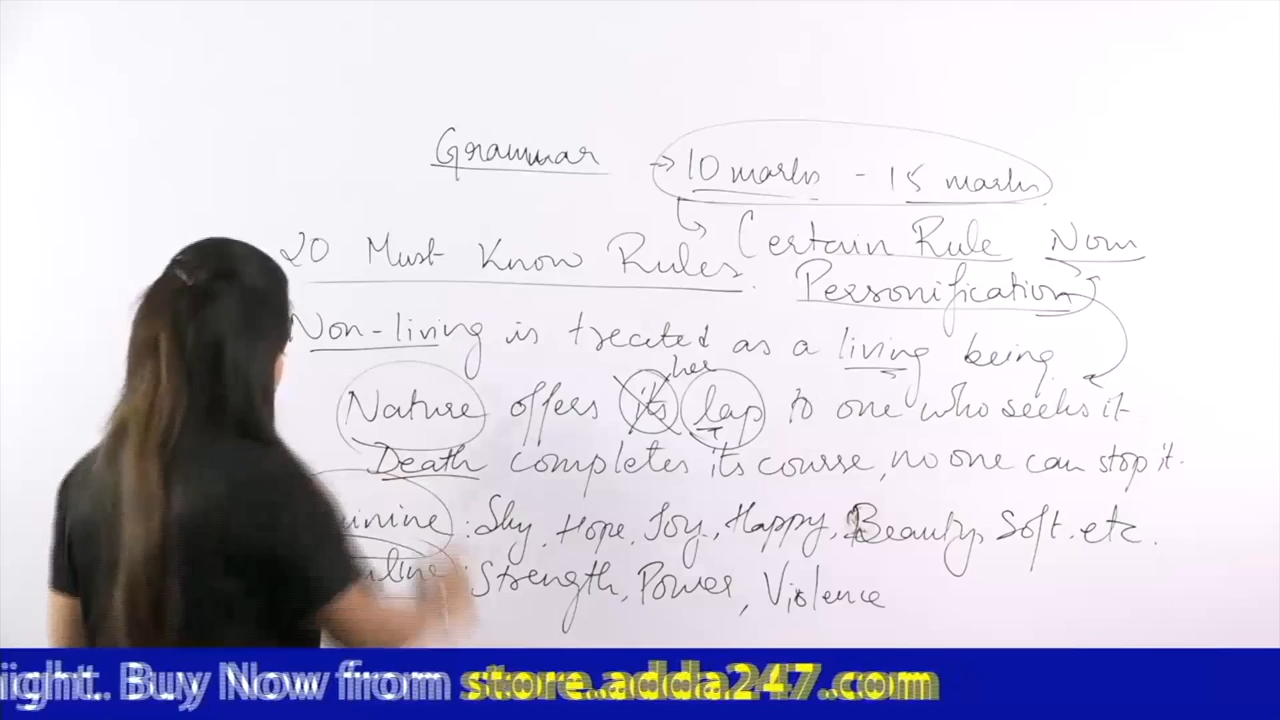 Grammar → 10 marks - 15 marks
20 Must Know Rules. Certain Rule Noun
Personification
Non-living is treated as a living being
her
Nature offers its lap to one who seeks it
Death completes its course, no one can stop it.
: Sky, Hope, Joy, Happy, Beauty, Soft. etc.
: Strength, Power, Violence
Buy Now from store.adda247.com